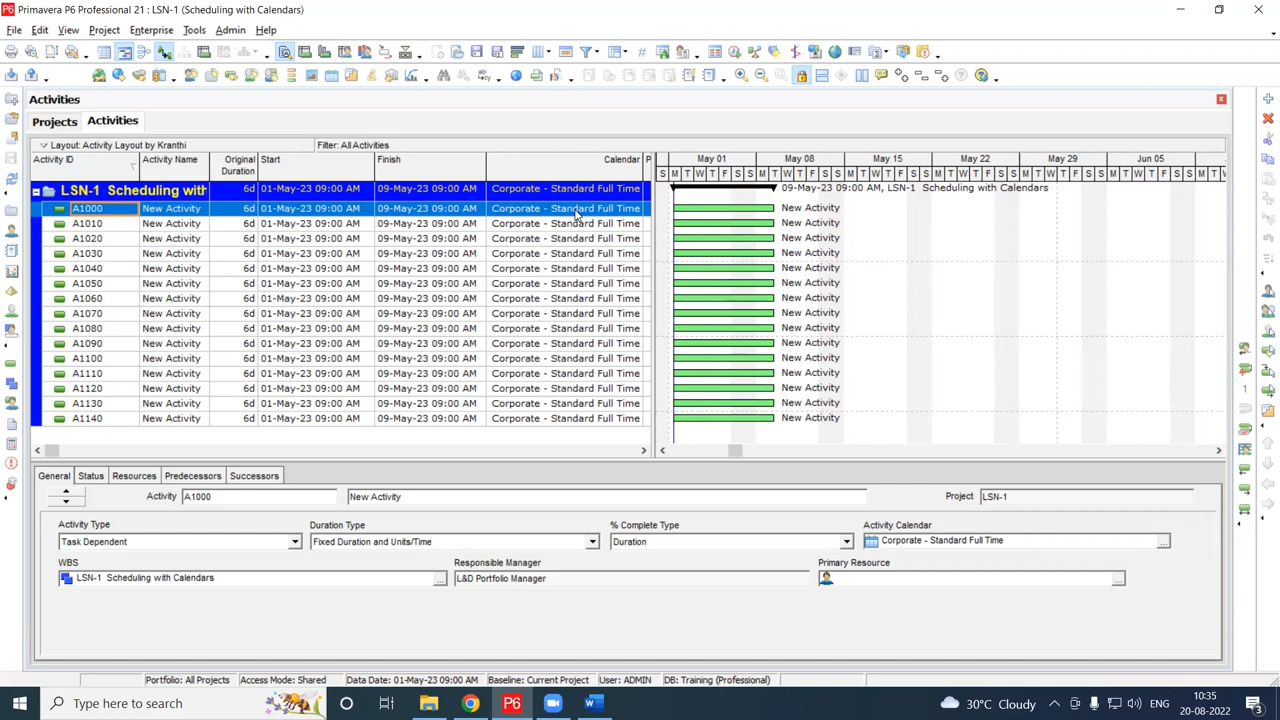 Primavera P6 Professional 21 : LSN-1 (Scheduling with Calendars)
File Edit View Project Enterprise Tools Admin Help
Activities
Projects Activities
Layout: Activity Layout by Kranthi Filter: All Activities
Activity ID Activity Name Original Duration Start Finish Calendar P May 01 May 08 May 15 May 22 May 29 Jun 05
S M T W T F S S M T W T F S S M T W T F S S M T W T F S S M T W T F S S M T W T F S S
LSN-1 Scheduling with 6d 01-May-23 09:00 AM 09-May-23 09:00 AM Corporate - Standard Full Time 09-May-23 09:00 AM, LSN-1 Scheduling with Calendars
A1000 New Activity 6d 01-May-23 09:00 AM 09-May-23 09:00 AM Corporate - Standard Full Time New Activity
A1010 New Activity 6d 01-May-23 09:00 AM 09-May-23 09:00 AM Corporate - Standard Full Time New Activity
A1020 New Activity 6d 01-May-23 09:00 AM 09-May-23 09:00 AM Corporate - Standard Full Time New Activity
A1030 New Activity 6d 01-May-23 09:00 AM 09-May-23 09:00 AM Corporate - Standard Full Time New Activity
A1040 New Activity 6d 01-May-23 09:00 AM 09-May-23 09:00 AM Corporate - Standard Full Time New Activity
A1050 New Activity 6d 01-May-23 09:00 AM 09-May-23 09:00 AM Corporate - Standard Full Time New Activity
A1060 New Activity 6d 01-May-23 09:00 AM 09-May-23 09:00 AM Corporate - Standard Full Time New Activity
A1070 New Activity 6d 01-May-23 09:00 AM 09-May-23 09:00 AM Corporate - Standard Full Time New Activity
A1080 New Activity 6d 01-May-23 09:00 AM 09-May-23 09:00 AM Corporate - Standard Full Time New Activity
A1090 New Activity 6d 01-May-23 09:00 AM 09-May-23 09:00 AM Corporate - Standard Full Time New Activity
A1100 New Activity 6d 01-May-23 09:00 AM 09-May-23 09:00 AM Corporate - Standard Full Time New Activity
A1110 New Activity 6d 01-May-23 09:00 AM 09-May-23 09:00 AM Corporate - Standard Full Time New Activity
A1120 New Activity 6d 01-May-23 09:00 AM 09-May-23 09:00 AM Corporate - Standard Full Time New Activity
A1130 New Activity 6d 01-May-23 09:00 AM 09-May-23 09:00 AM Corporate - Standard Full Time New Activity
A1140 New Activity 6d 01-May-23 09:00 AM 09-May-23 09:00 AM Corporate - Standard Full Time New Activity
General Status Resources Predecessors Successors
Activity A1000 New Activity Project LSN-1
Activity Type Duration Type % Complete Type Activity Calendar
Task Dependent Fixed Duration and Units/Time Duration Corporate - Standard Full Time
WBS Responsible Manager Primary Resource
LSN-1 Scheduling with Calendars L&D Portfolio Manager
Portfolio: All Projects Access Mode: Shared Data Date: 01-May-23 09:00 AM Baseline: Current Project User: ADMIN DB: Training (Professional)
Type here to search P6 W 30°C Cloudy ENG 10:35
20-08-2022 3